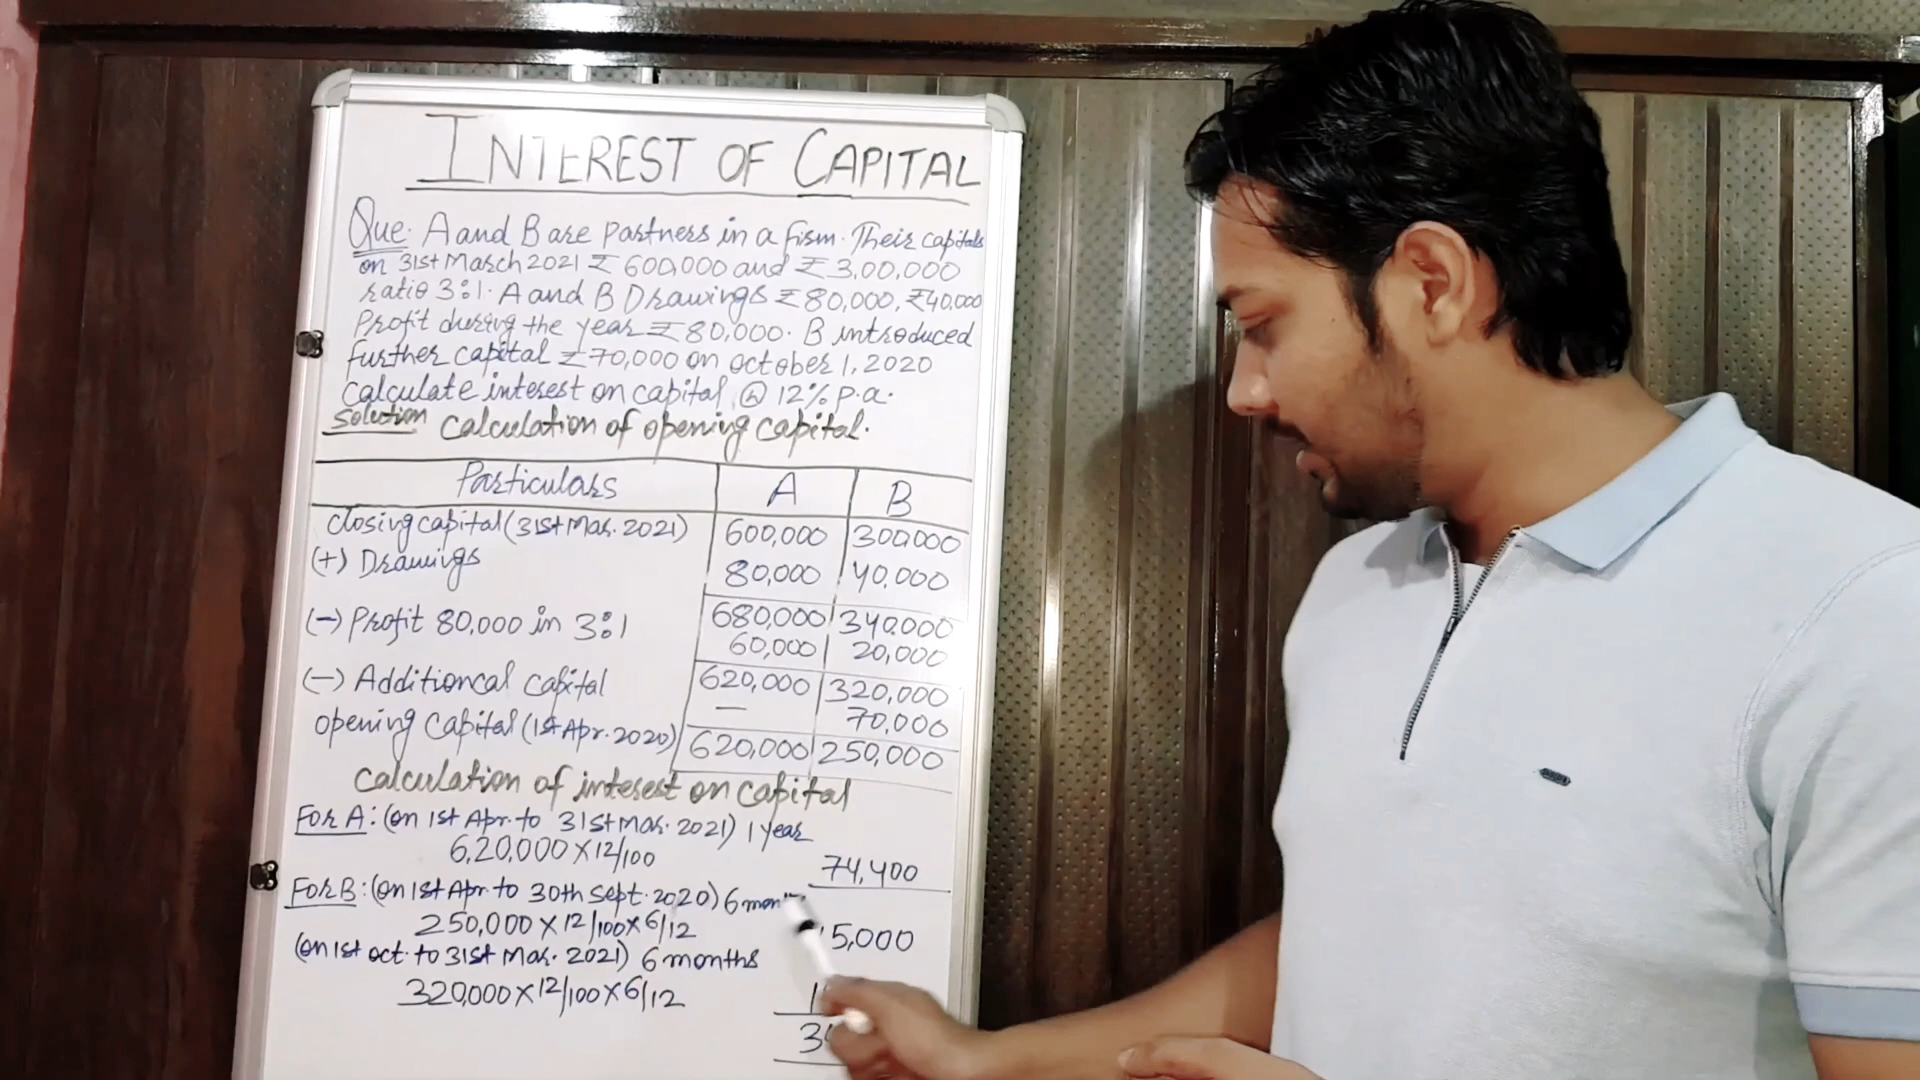 INTEREST OF CAPITAL
Que. A and B are partners in a firm. Their capitals
on 31st March 2021 ₹ 600,000 and ₹ 3,00,000
ratio 3:1. A and B Drawings ₹ 80,000, ₹40,000
Profit during the year ₹ 80,000. B introduced
further capital ₹ 70,000 on october 1, 2020
calculate interest on capital @ 12% p.a.
Solution calculation of opening capital.
Particulars A B
closing capital (31st Mar. 2021) 600,000 300,000
(+) Drawings 80,000 40,000
680,000 340,000
(-) Profit 80,000 in 3:1 60,000 20,000
620,000 320,000
(-) Additioncal capital — 70,000
opening capital (1st Apr. 2020) 620,000 250,000
Calculation of interest on capital
For A: (on 1st Apr. to 31st Mar. 2021) 1 year
6,20,000 x 12/100 74,400
For B: (on 1st Apr to 30th Sept. 2020) 6
250,000 x 12/100 x 6/12 15,000
(on 1st oct. to 31st Mar. 2021) 6 months
320,000 x 12/100 x 6/12